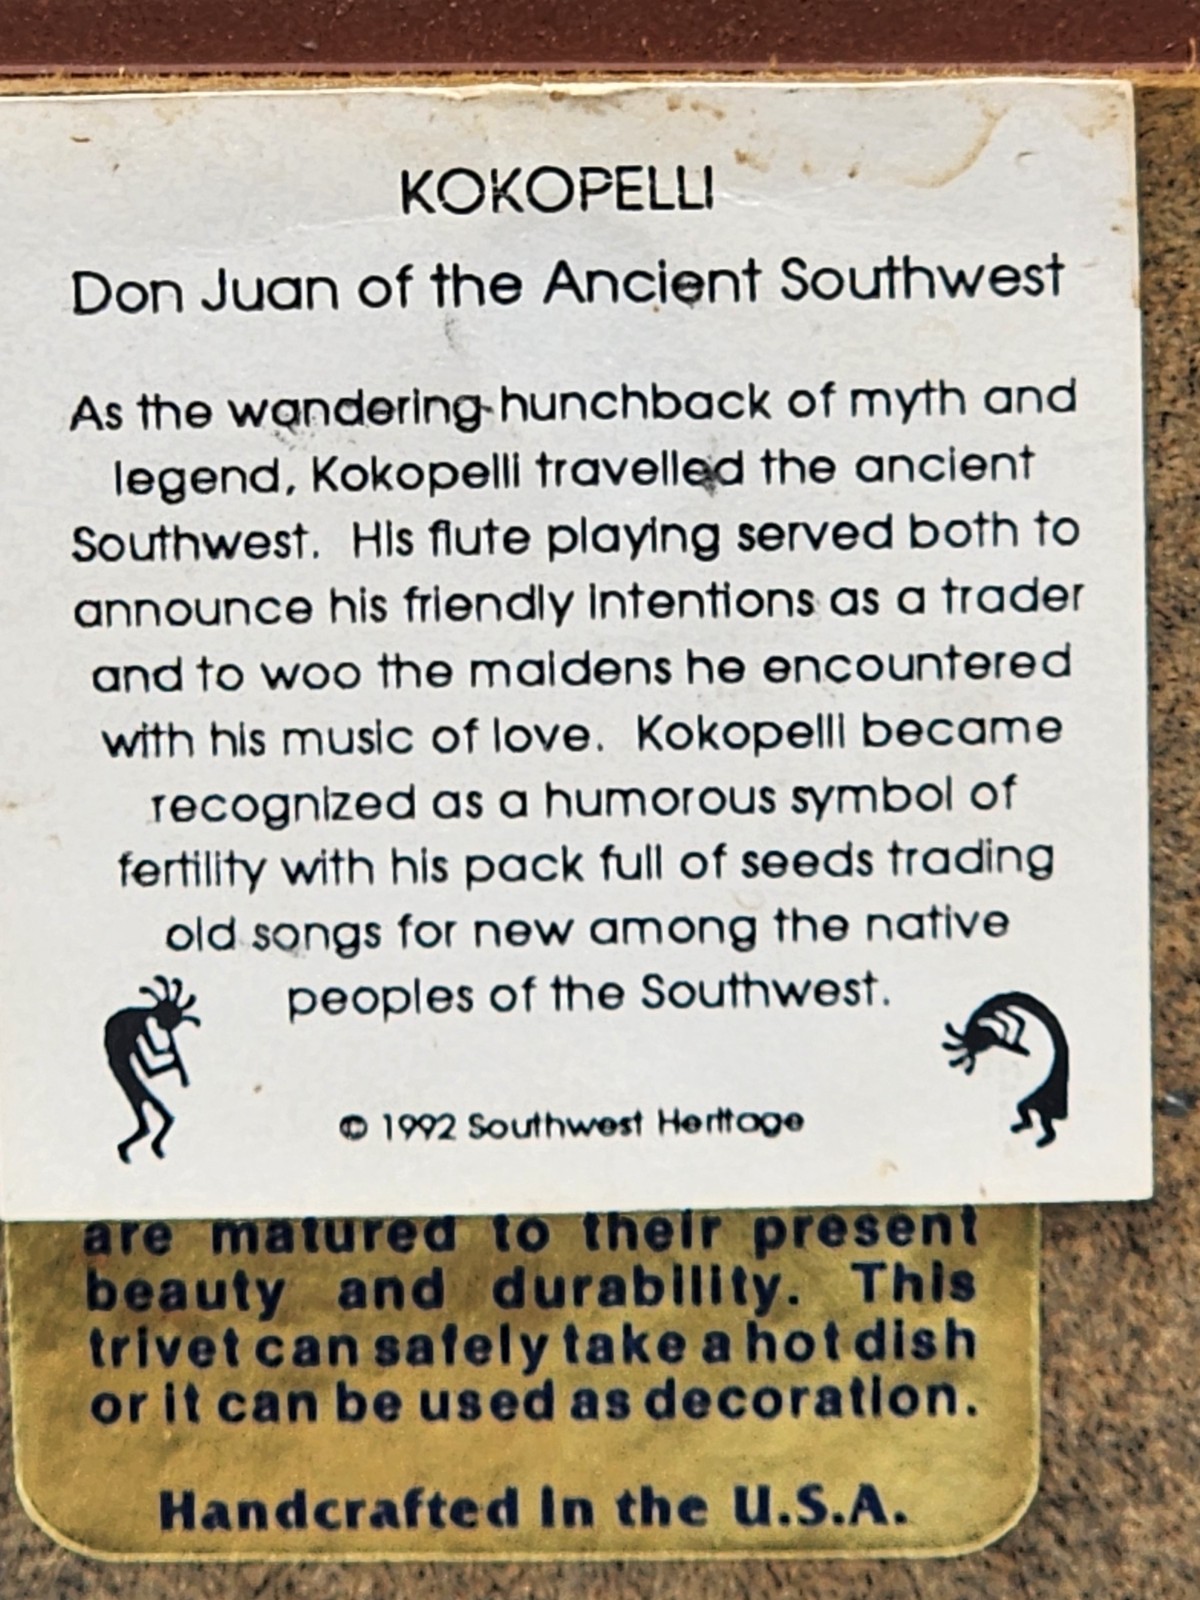 KOKOPELLI
Don Juan of the Ancient Southwest
As the wandering hunchback of myth and
legend, Kokopelli travelled the ancient
Southwest. His flute playing served both to
announce his friendly intentions as a trader
and to woo the maidens he encountered
with his music of love. Kokopelli became
recognized as a humorous symbol of
fertility with his pack full of seeds trading
old songs for new among the native
peoples of the Southwest.
© 1992 Southwest Heritage
are matured to their present
beauty and durability. This
trivet can safely take a hot dish
or it can be used as decoration.
Handcrafted in the U.S.A.